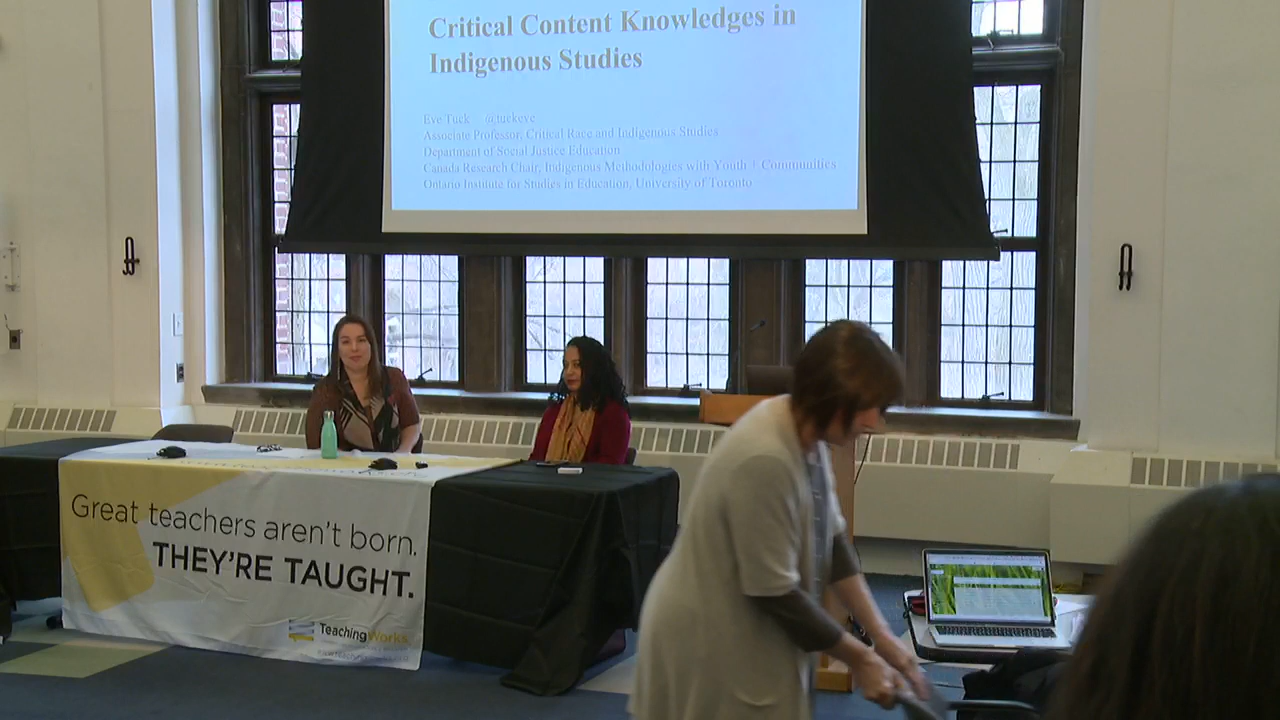 Critical Content Knowledges in
Indigenous Studies
Eve Tuck @tuckeve
Associate Professor, Critical Race and Indigenous Studies
Department of Social Justice Education
Canada Research Chair, Indigenous Methodologies with Youth + Communities
Ontario Institute for Studies in Education, University of Toronto
Great teachers aren't born.
THEY'RE TAUGHT.
TeachingWorks